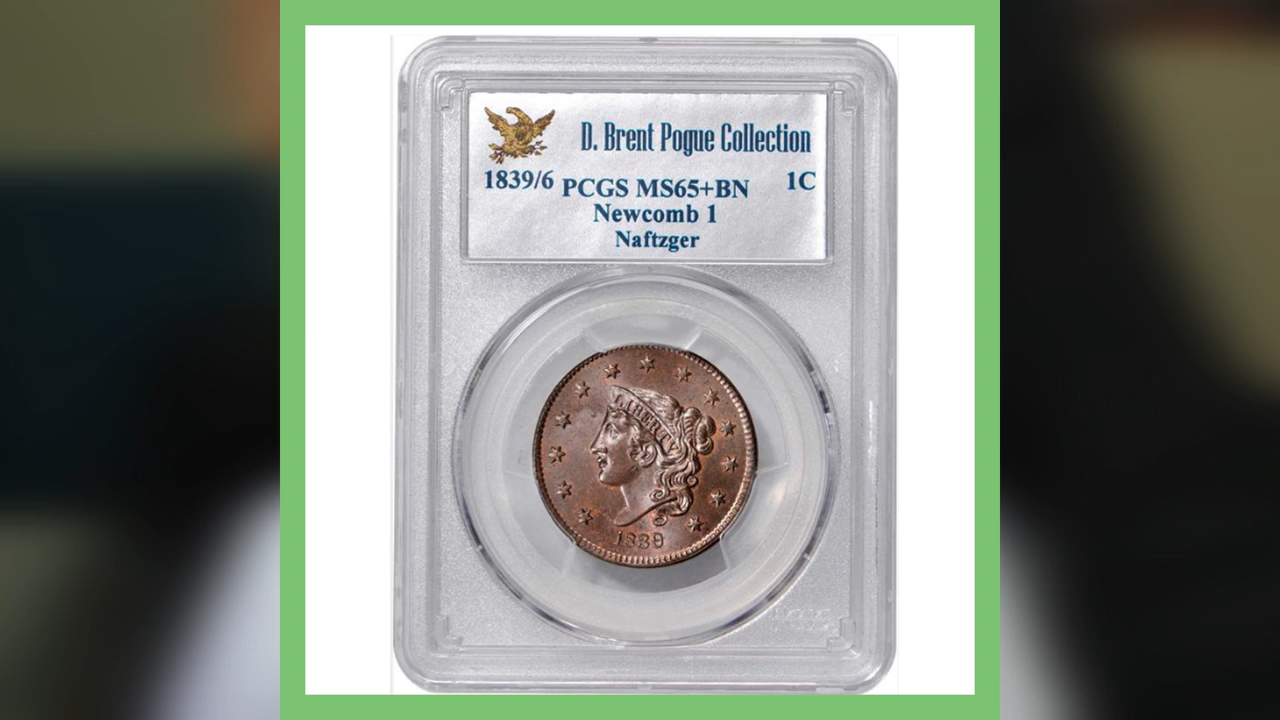 D. Brent Pogue Collection
1839/6 PCGS MS65+BN 1C
Newcomb 1
Naftzger
LIBERTY
1839